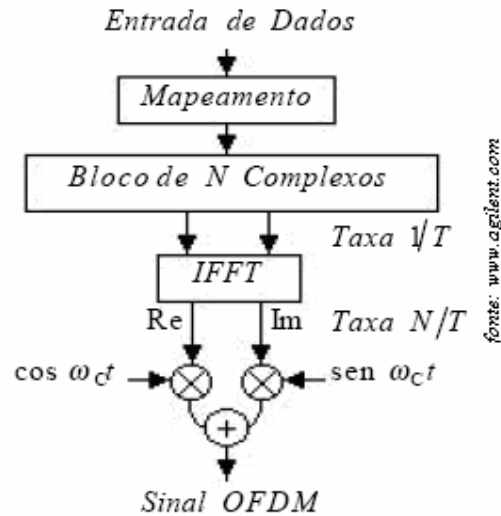 Entrada de Dados
Mapeamento
Bloco de N Complexos
Taxa 1/T
IFFT
Re
Im
Taxa N/T
cos ωCt
sen ωCt
+
Sinal OFDM
fonte: www.agilent.com